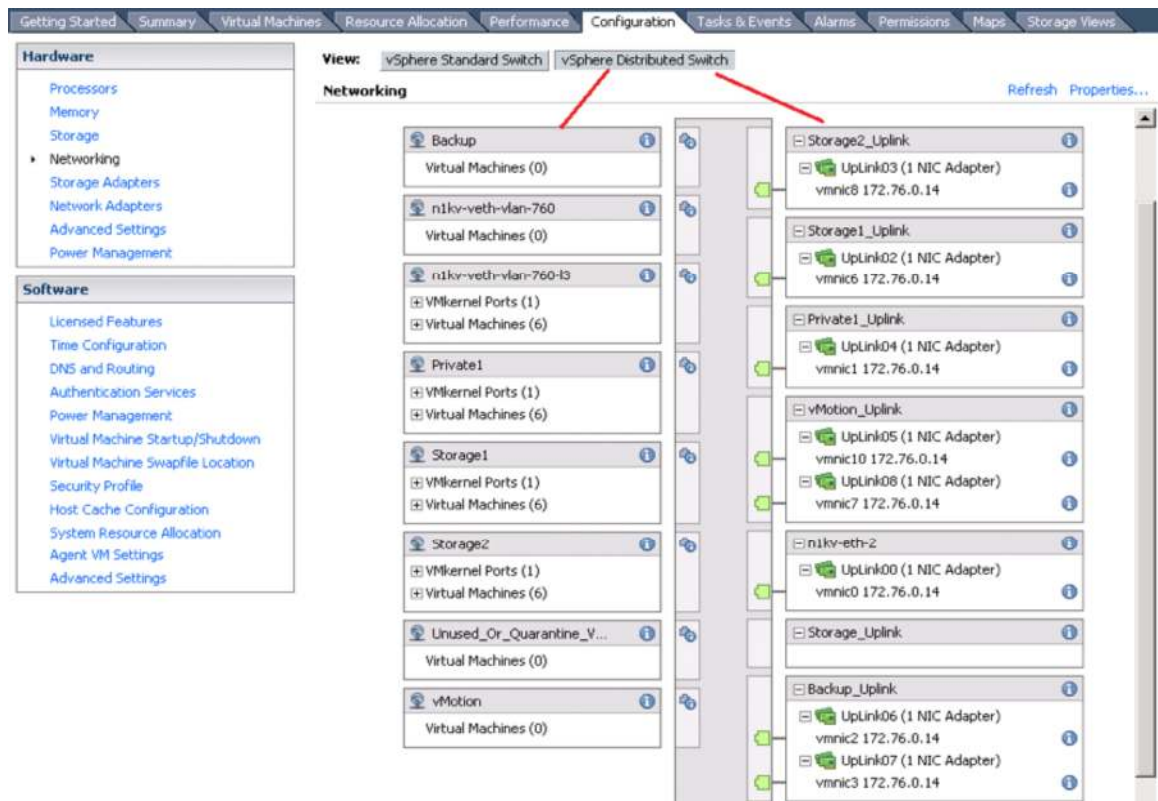 Getting Started Summary Virtual Machines Resource Allocation Performance Configuration Tasks & Events Alarms Permissions Maps Storage Views
Hardware
Processors
Memory
Storage
Networking
Storage Adapters
Network Adapters
Advanced Settings
Power Management
Software
Licensed Features
Time Configuration
DNS and Routing
Authentication Services
Power Management
Virtual Machine Startup/Shutdown
Virtual Machine Swapfile Location
Security Profile
Host Cache Configuration
System Resource Allocation
Agent VM Settings
Advanced Settings
View: vSphere Standard Switch vSphere Distributed Switch
Networking Refresh Properties...
Backup
Virtual Machines (0)
n1kv-veth-vlan-760
Virtual Machines (0)
n1kv-veth-vlan-760-l3
VMkernel Ports (1)
Virtual Machines (6)
Private1
VMkernel Ports (1)
Virtual Machines (6)
Storage1
VMkernel Ports (1)
Virtual Machines (6)
Storage2
VMkernel Ports (1)
Virtual Machines (6)
Unused_Or_Quarantine_V...
Virtual Machines (0)
vMotion
Virtual Machines (0)
Storage2_Uplink
UpLink03 (1 NIC Adapter)
vmnic8 172.76.0.14
Storage1_Uplink
UpLink02 (1 NIC Adapter)
vmnic6 172.76.0.14
Private1_Uplink
UpLink04 (1 NIC Adapter)
vmnic1 172.76.0.14
vMotion_Uplink
UpLink05 (1 NIC Adapter)
vmnic10 172.76.0.14
UpLink08 (1 NIC Adapter)
vmnic7 172.76.0.14
n1kv-eth-2
UpLink00 (1 NIC Adapter)
vmnic0 172.76.0.14
Storage_Uplink
Backup_Uplink
UpLink06 (1 NIC Adapter)
vmnic2 172.76.0.14
UpLink07 (1 NIC Adapter)
vmnic3 172.76.0.14